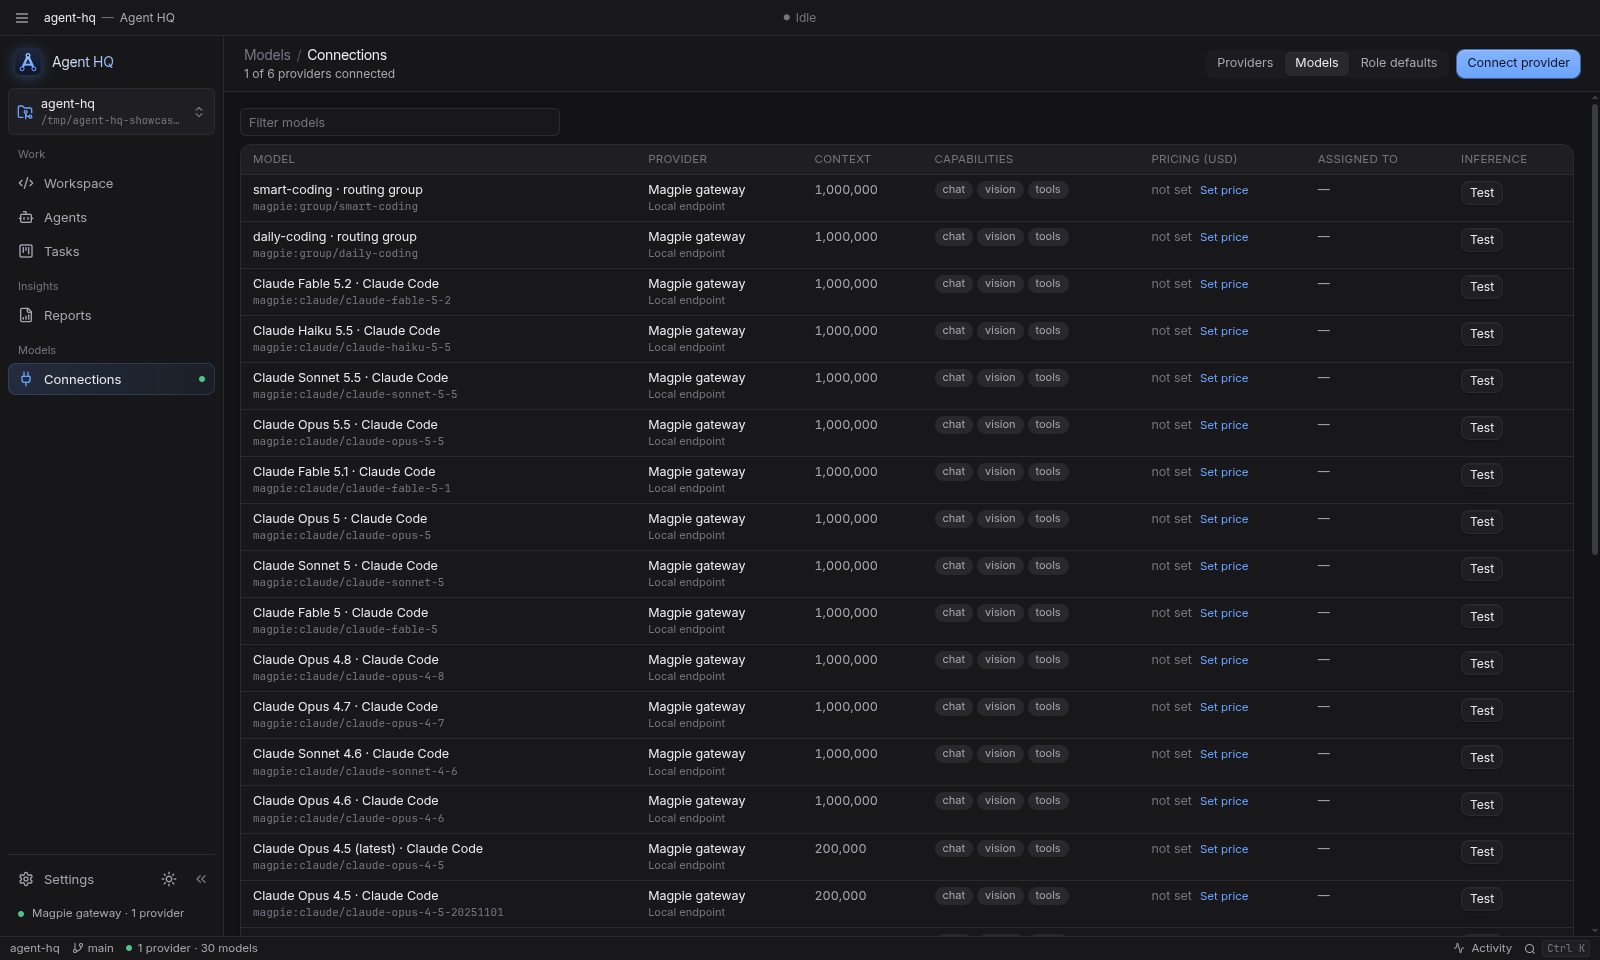 agent-hq — Agent HQ
Idle
Agent HQ
agent-hq
/tmp/agent-hq-showcas…
Work
Workspace
Agents
Tasks
Insights
Reports
Models
Connections
Settings
Magpie gateway · 1 provider
Models / Connections
1 of 6 providers connected
Providers
Models
Role defaults
Connect provider
Filter models
MODEL PROVIDER CONTEXT CAPABILITIES PRICING (USD) ASSIGNED TO INFERENCE
smart-coding · routing group Magpie gateway 1,000,000 chat vision tools not set Set price — Test
magpie:group/smart-coding Local endpoint
daily-coding · routing group Magpie gateway 1,000,000 chat vision tools not set Set price — Test
magpie:group/daily-coding Local endpoint
Claude Fable 5.2 · Claude Code Magpie gateway 1,000,000 chat vision tools not set Set price — Test
magpie:claude/claude-fable-5-2 Local endpoint
Claude Haiku 5.5 · Claude Code Magpie gateway 1,000,000 chat vision tools not set Set price — Test
magpie:claude/claude-haiku-5-5 Local endpoint
Claude Sonnet 5.5 · Claude Code Magpie gateway 1,000,000 chat vision tools not set Set price — Test
magpie:claude/claude-sonnet-5-5 Local endpoint
Claude Opus 5.5 · Claude Code Magpie gateway 1,000,000 chat vision tools not set Set price — Test
magpie:claude/claude-opus-5-5 Local endpoint
Claude Fable 5.1 · Claude Code Magpie gateway 1,000,000 chat vision tools not set Set price — Test
magpie:claude/claude-fable-5-1 Local endpoint
Claude Opus 5 · Claude Code Magpie gateway 1,000,000 chat vision tools not set Set price — Test
magpie:claude/claude-opus-5 Local endpoint
Claude Sonnet 5 · Claude Code Magpie gateway 1,000,000 chat vision tools not set Set price — Test
magpie:claude/claude-sonnet-5 Local endpoint
Claude Fable 5 · Claude Code Magpie gateway 1,000,000 chat vision tools not set Set price — Test
magpie:claude/claude-fable-5 Local endpoint
Claude Opus 4.8 · Claude Code Magpie gateway 1,000,000 chat vision tools not set Set price — Test
magpie:claude/claude-opus-4-8 Local endpoint
Claude Opus 4.7 · Claude Code Magpie gateway 1,000,000 chat vision tools not set Set price — Test
magpie:claude/claude-opus-4-7 Local endpoint
Claude Sonnet 4.6 · Claude Code Magpie gateway 1,000,000 chat vision tools not set Set price — Test
magpie:claude/claude-sonnet-4-6 Local endpoint
Claude Opus 4.6 · Claude Code Magpie gateway 1,000,000 chat vision tools not set Set price — Test
magpie:claude/claude-opus-4-6 Local endpoint
Claude Opus 4.5 (latest) · Claude Code Magpie gateway 200,000 chat vision tools not set Set price — Test
magpie:claude/claude-opus-4-5 Local endpoint
Claude Opus 4.5 · Claude Code Magpie gateway 200,000 chat vision tools not set Set price — Test
magpie:claude/claude-opus-4-5-20251101 Local endpoint
agent-hq main 1 provider · 30 models Activity Ctrl K